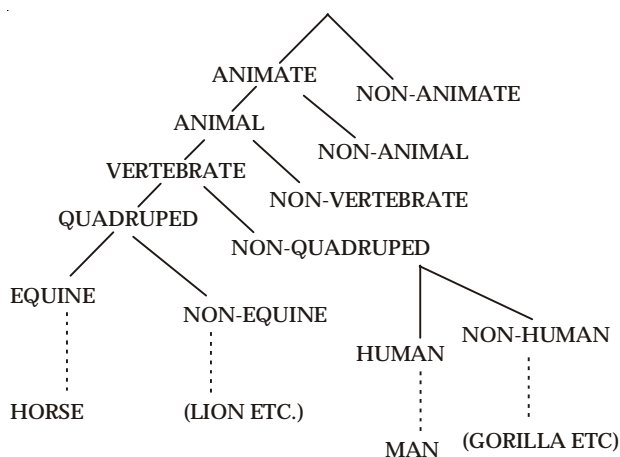 ANIMATE
NON-ANIMATE
ANIMAL
NON-ANIMAL
VERTEBRATE
NON-VERTEBRATE
QUADRUPED
NON-QUADRUPED
EQUINE
NON-EQUINE
HUMAN
NON-HUMAN
HORSE
(LION ETC.)
MAN
(GORILLA ETC)